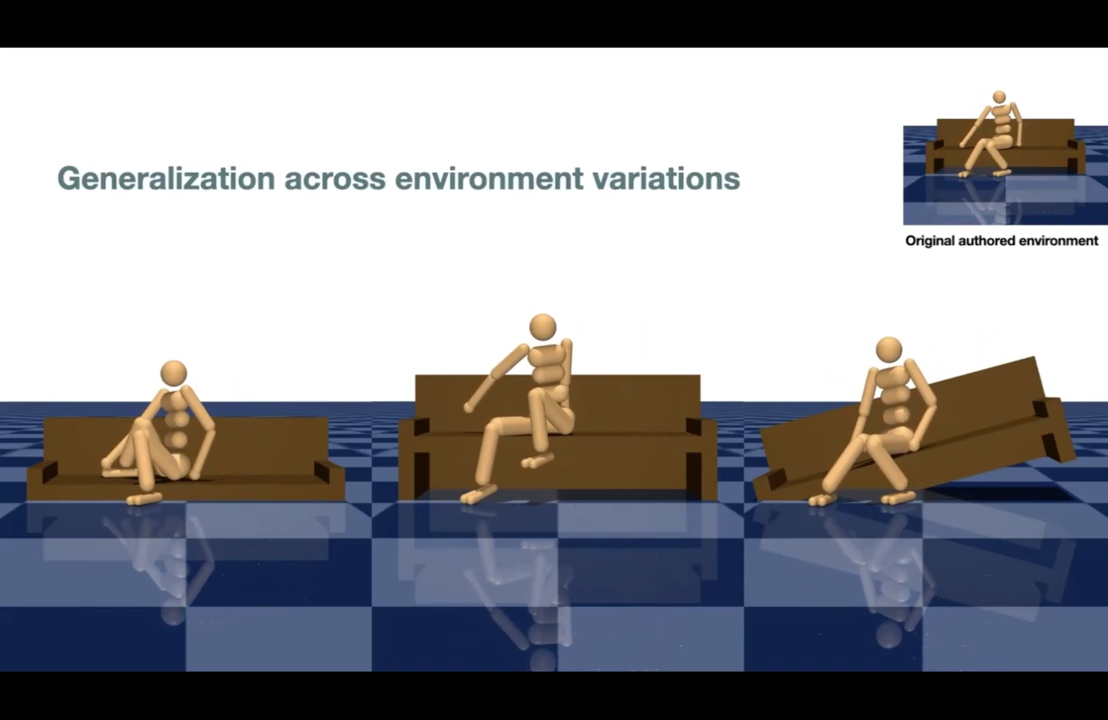 Generalization across environment variations
Original authored environment